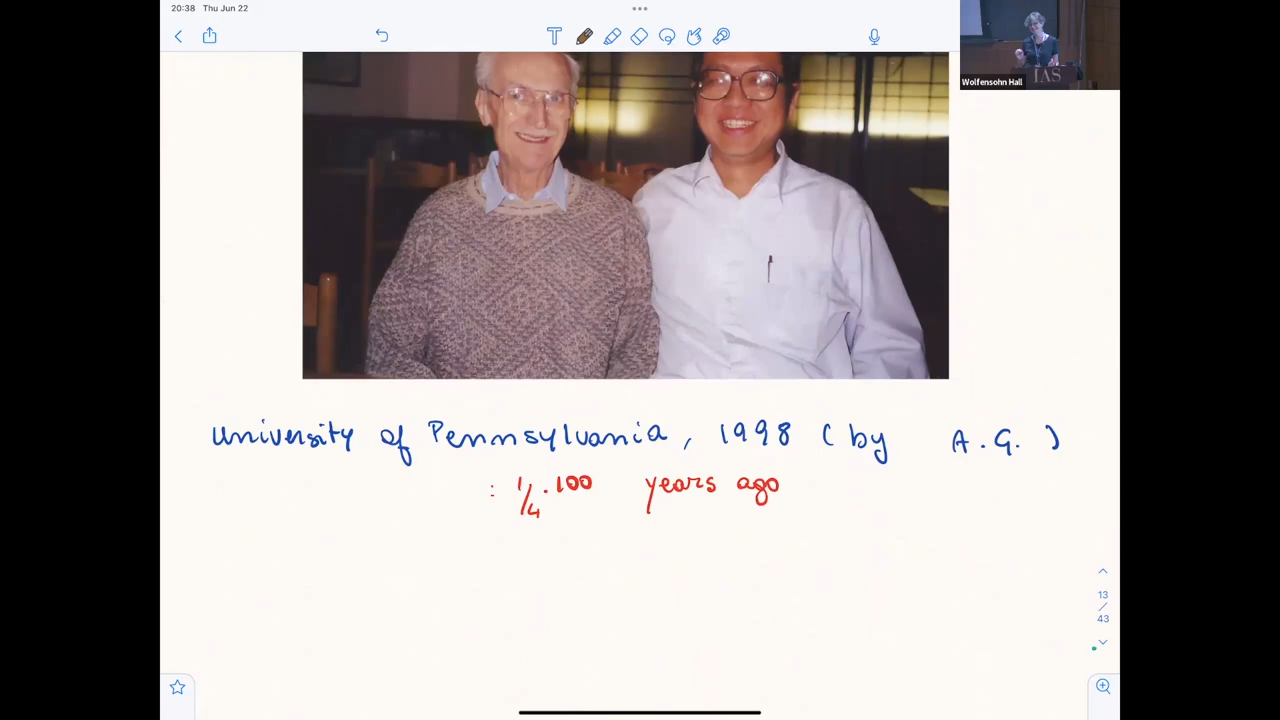 20:38 Thu Jun 22
T
IAS
Wolfensohn Hall
University of Pennsylvania, 1998 (by A.G.)
: 1/4 . 100 years ago
13
/
43